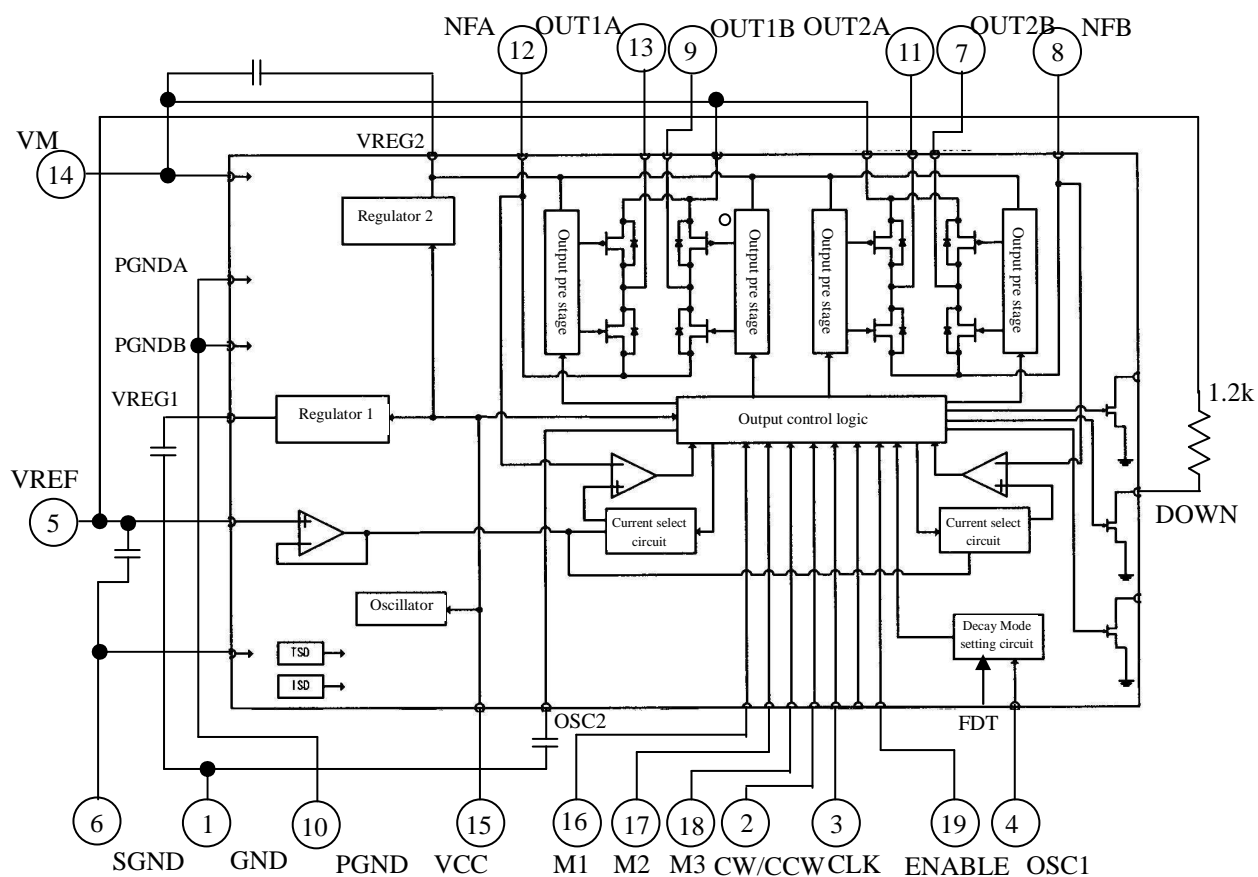 NFA OUT1A OUT1B OUT2A OUT2B NFB
12 13 9 11 7 8
VM
14
VREG2
Regulator 2
Output pre stage
Output pre stage
Output pre stage
Output pre stage
PGNDA
PGNDB
VREG1
Regulator 1
Output control logic
1.2k
VREF
5
Current select
circuit
Current select
circuit
DOWN
Oscillator
TSD
ISD
Decay Mode
setting circuit
OSC2
FDT
6 1 10 15 16 17 18 2 3 19 4
SGND GND PGND VCC M1 M2 M3 CW/CCW CLK ENABLE OSC1